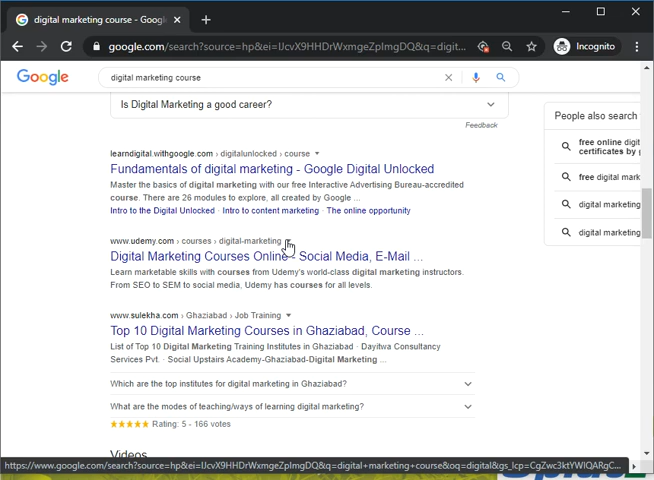 digital marketing course - Googl
google.com/search?source=hp&ei=IJcvX9HHDrWxmgeZpImgDQ&q=digit...
Incognito
Google
digital marketing course
Is Digital Marketing a good career?
Feedback
People also search
free online digit
certificates by g
free digital mark
digital marketing
digital marketing
learndigital.withgoogle.com › digitalunlocked › course
Fundamentals of digital marketing - Google Digital Unlocked
Master the basics of digital marketing with our free Interactive Advertising Bureau-accredited
course. There are 26 modules to explore, all created by Google ...
Intro to the Digital Unlocked · Intro to content marketing · The online opportunity
www.udemy.com › courses › digital-marketing
Digital Marketing Courses Online - Social Media, E-Mail ...
Learn marketable skills with courses from Udemy's world-class digital marketing instructors.
From SEO to SEM to social media, Udemy has courses for all levels.
www.sulekha.com › Ghaziabad › Job Training
Top 10 Digital Marketing Courses in Ghaziabad, Course ...
List of Top 10 Digital Marketing Training Institutes in Ghaziabad · Dayitwa Consultancy
Services Pvt. · Social Upstairs Academy-Ghaziabad-Digital Marketing ...
Which are the top institutes for digital marketing in Ghaziabad?
What are the modes of teaching/ways of learning digital marketing?
Rating: 5 - 166 votes
Videos
https://www.google.com/search?source=hp&ei=IJcvX9HHDrWxmgeZpImgDQ&q=digital+marketing+course&oq=digital&gs_lcp=CgZwc3ktYWIQARgC...